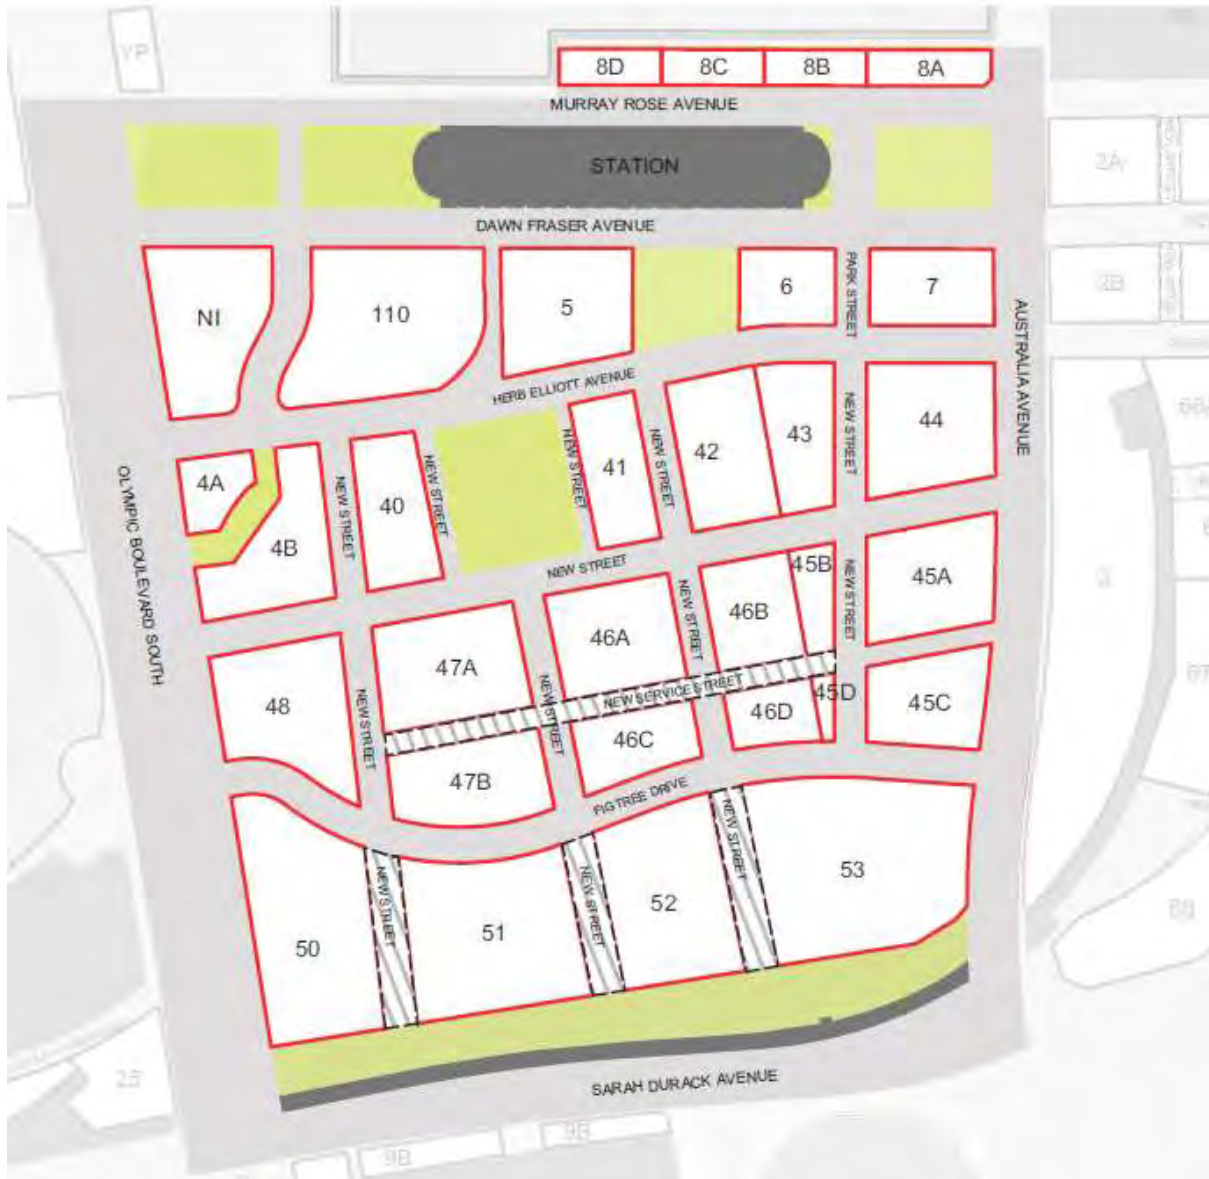 YP
8D
8C
8B
8A
MURRAY ROSE AVENUE
STATION
2A
DAWN FRASER AVENUE
NI
110
5
6
PARK STREET
7
AUSTRALIA AVENUE
HERB ELLIOTT AVENUE
4A
4B
NEW STREET
40
NEW STREET
NEW STREET
41
NEW STREET
42
43
NEW STREET
44
OLYMPIC BOULEVARD SOUTH
NEW STREET
45B
45A
NEW STREET
46B
NEW STREET
46A
47A
48
NEW STREET
NEW STREET
NEW SERVICE STREET
45D
46D
45C
46C
47B
FIGTREE DRIVE
50
NEW STREET
51
NEW STREET
52
NEW STREET
53
SARAH DURACK AVENUE
9B